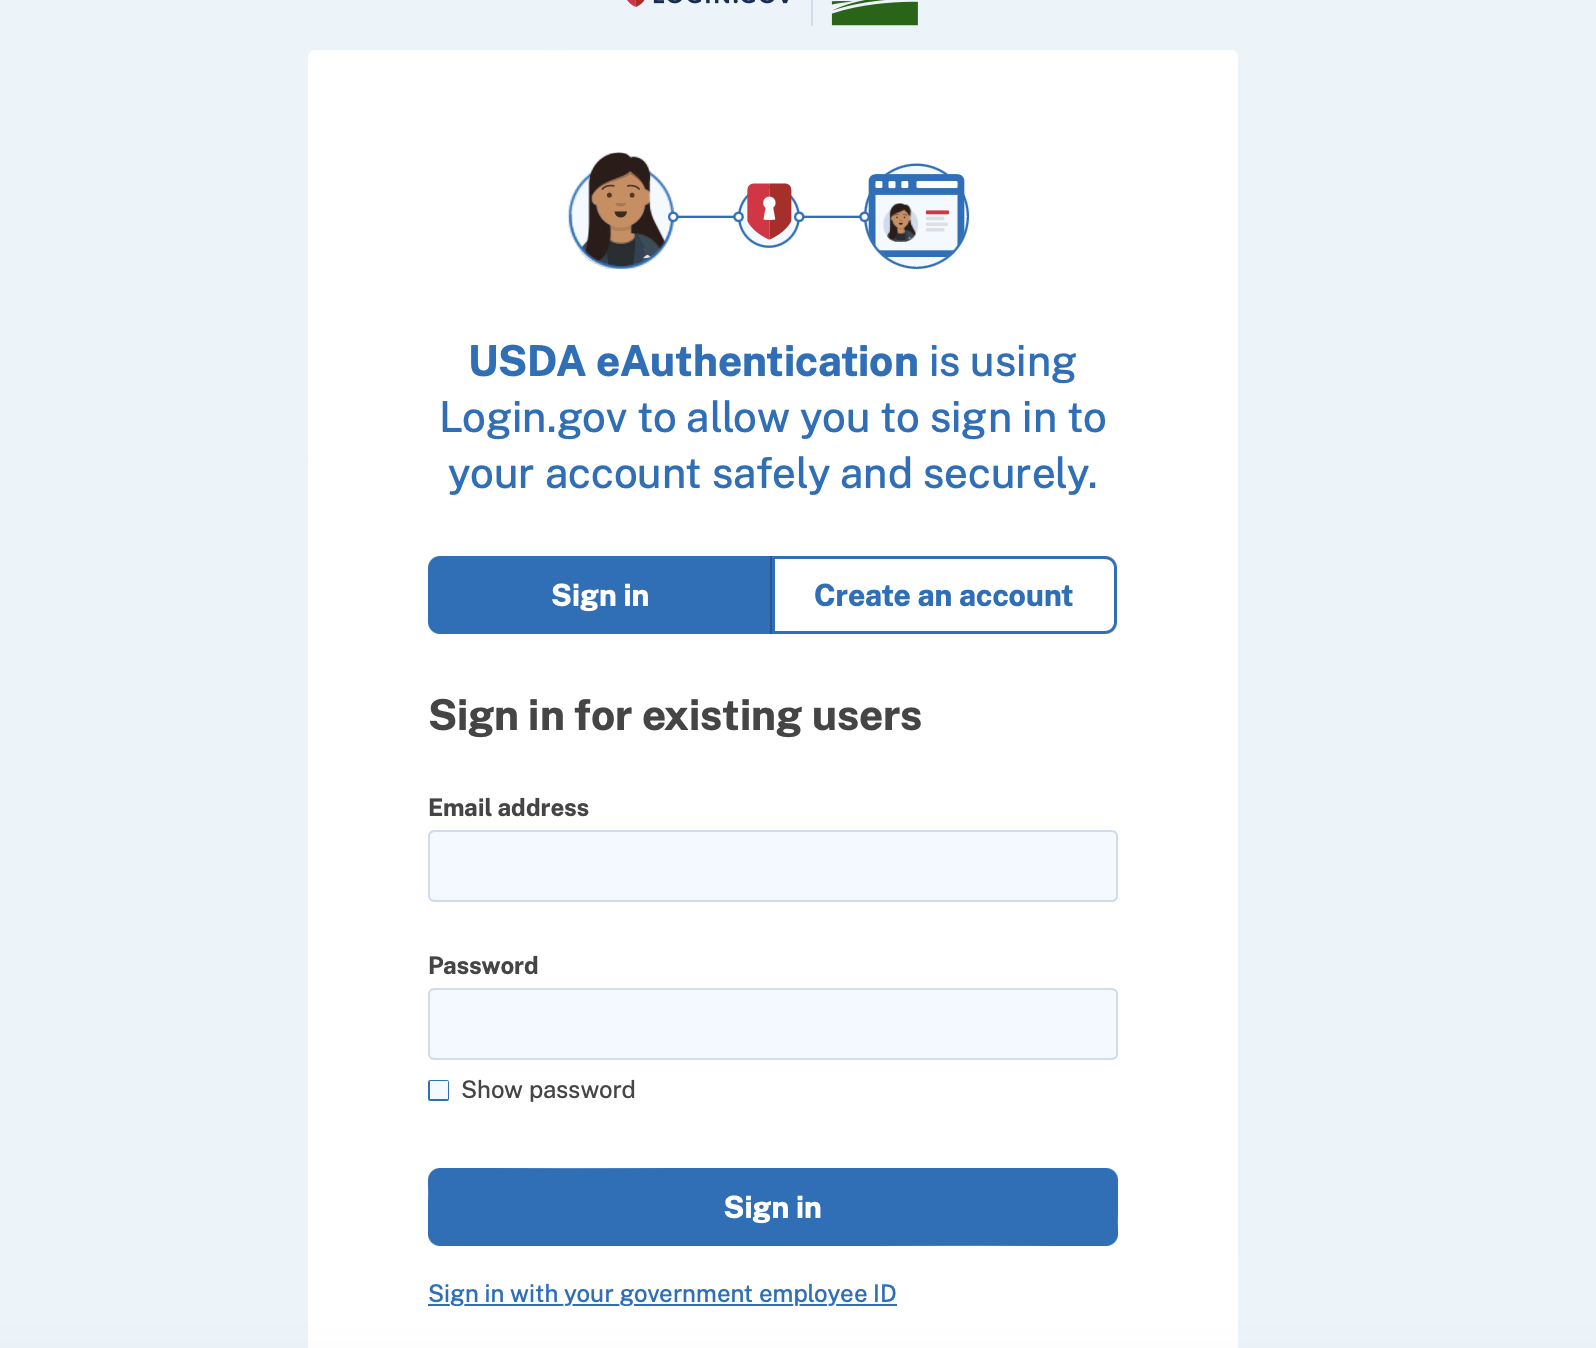 LOGIN.GOV
USDA eAuthentication is using
Login.gov to allow you to sign in to
your account safely and securely.
Sign in
Create an account
Sign in for existing users
Email address
Password
Show password
Sign in
Sign in with your government employee ID